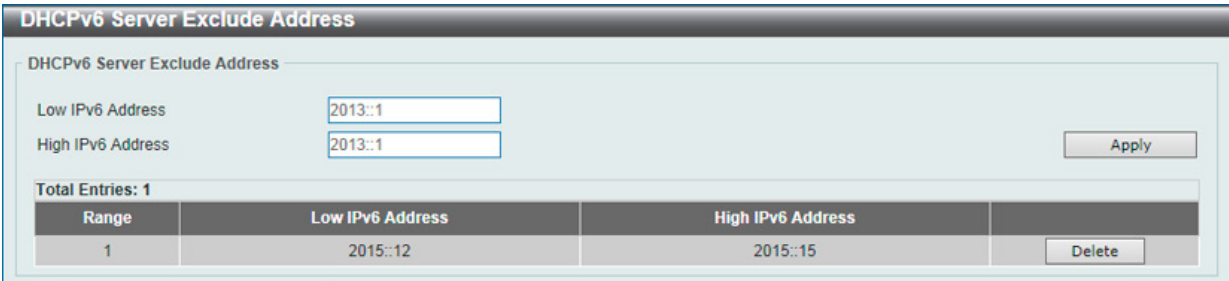 DHCPv6 Server Exclude Address
DHCPv6 Server Exclude Address
Low IPv6 Address 2013::1
High IPv6 Address 2013::1 Apply
Total Entries: 1
Range Low IPv6 Address High IPv6 Address
1 2015::12 2015::15 Delete